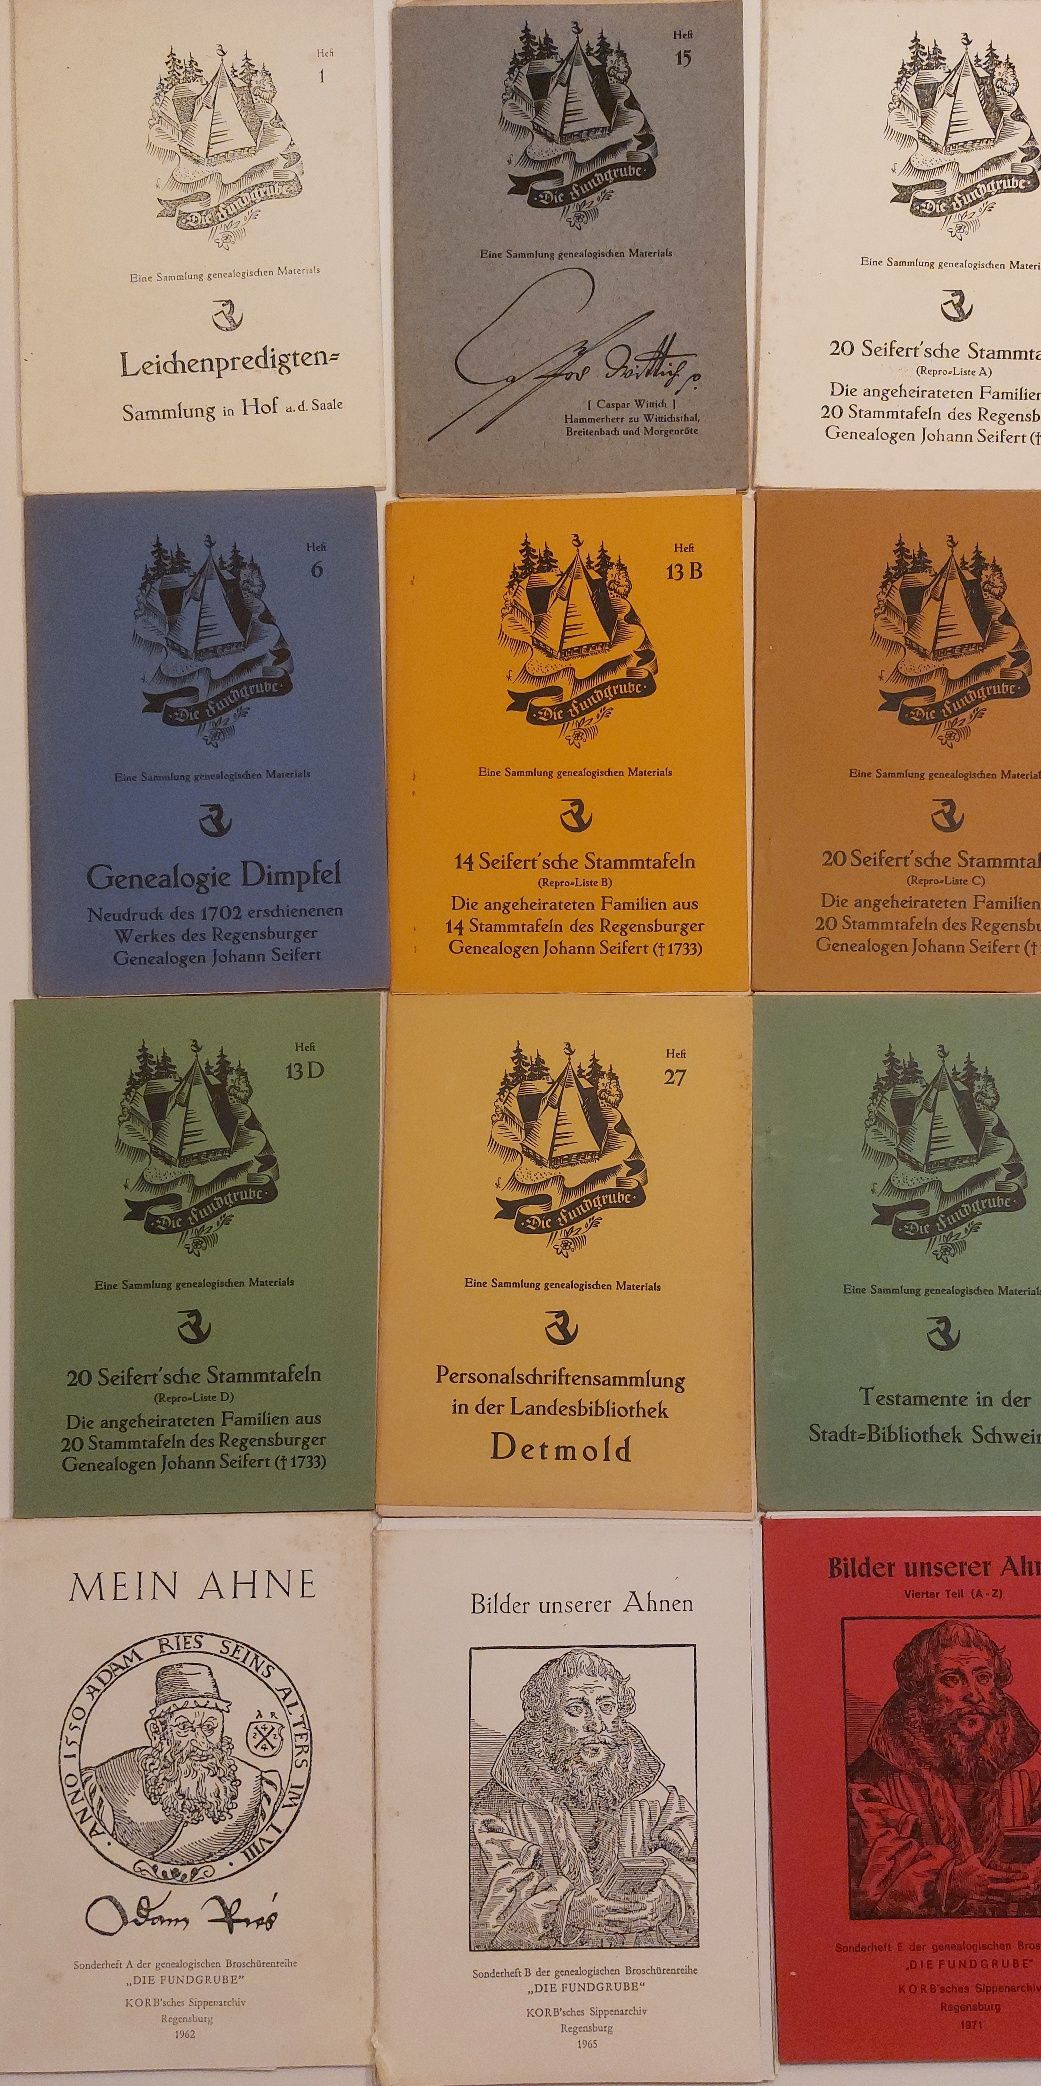 Heft
1
Die Fundgrube
Eine Sammlung genealogischen Materials
Leichenpredigten=
Sammlung in Hof a. d. Saale
Heft
15
Die Fundgrube
Eine Sammlung genealogischen Materials
[ Caspar Wittich ]
Hammerherr zu Wittichsthal,
Breitenbach und Morgenröte
Die Fundgrube
Eine Sammlung genealogischen
20 Seifert'sche
(Repro=Liste A)
Die angeheirateten Familien
20 Stammtafeln des
Genealogen Johann Seifert (†
Heft
6
·Die Fundgrube·
Eine Sammlung genealogischen Materials
Genealogie Dimpfel
Neudruck des 1702 erschienenen
Werkes des Regensburger
Genealogen Johann Seifert
Heft
13 B
·Die Fundgrube·
Eine Sammlung genealogischen Materials
14 Seifert'sche Stammtafeln
(Repro=Liste B)
Die angeheirateten Familien aus
14 Stammtafeln des Regensburger
Genealogen Johann Seifert († 1733)
·Die Fundgrube·
Eine Sammlung genealogischen
20 Seifert'sche
(Repro=Liste C)
Die angeheirateten Familien
20 Stammtafeln des
Genealogen Johann Seifert (†
Heft
13 D
·Die Fundgrube·
Eine Sammlung genealogischen Materials
20 Seifert'sche Stammtafeln
(Repro=Liste D)
Die angeheirateten Familien aus
20 Stammtafeln des Regensburger
Genealogen Johann Seifert († 1733)
Heft
27
·Die Fundgrube·
Eine Sammlung genealogischen Materials
Personalschriftensammlung
in der Landesbibliothek
Detmold
·Die Fundgrube·
Eine Sammlung genealogischen Materials
Testamente in der
Stadt=Bibliothek
MEIN AHNE
· ANNO 1550 ADAM RIES SEINS ALTERS IM LVIII ·
A R
Adam Ries
Sonderheft A der genealogischen Broschürenreihe
„DIE FUNDGRUBE"
KORB'sches Sippenarchiv
Regensburg
1962
Bilder unserer Ahnen
Sonderheft B der genealogischen Broschürenreihe
„DIE FUNDGRUBE"
KORB'sches Sippenarchiv
Regensburg
1965
Bilder unserer
Vierter Teil (A - Z)
Sonderheft E der genealogischen
„DIE FUNDGRUBE"
KORB'sches Sippenarchiv
Regensburg
1971